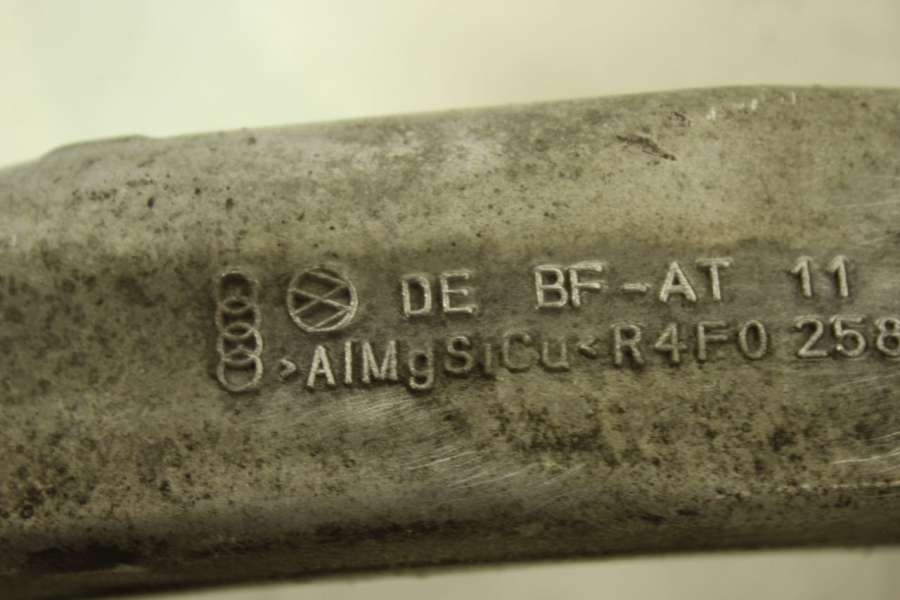 DE BF-AT 11
>AlMgSiCu< R4F0 258